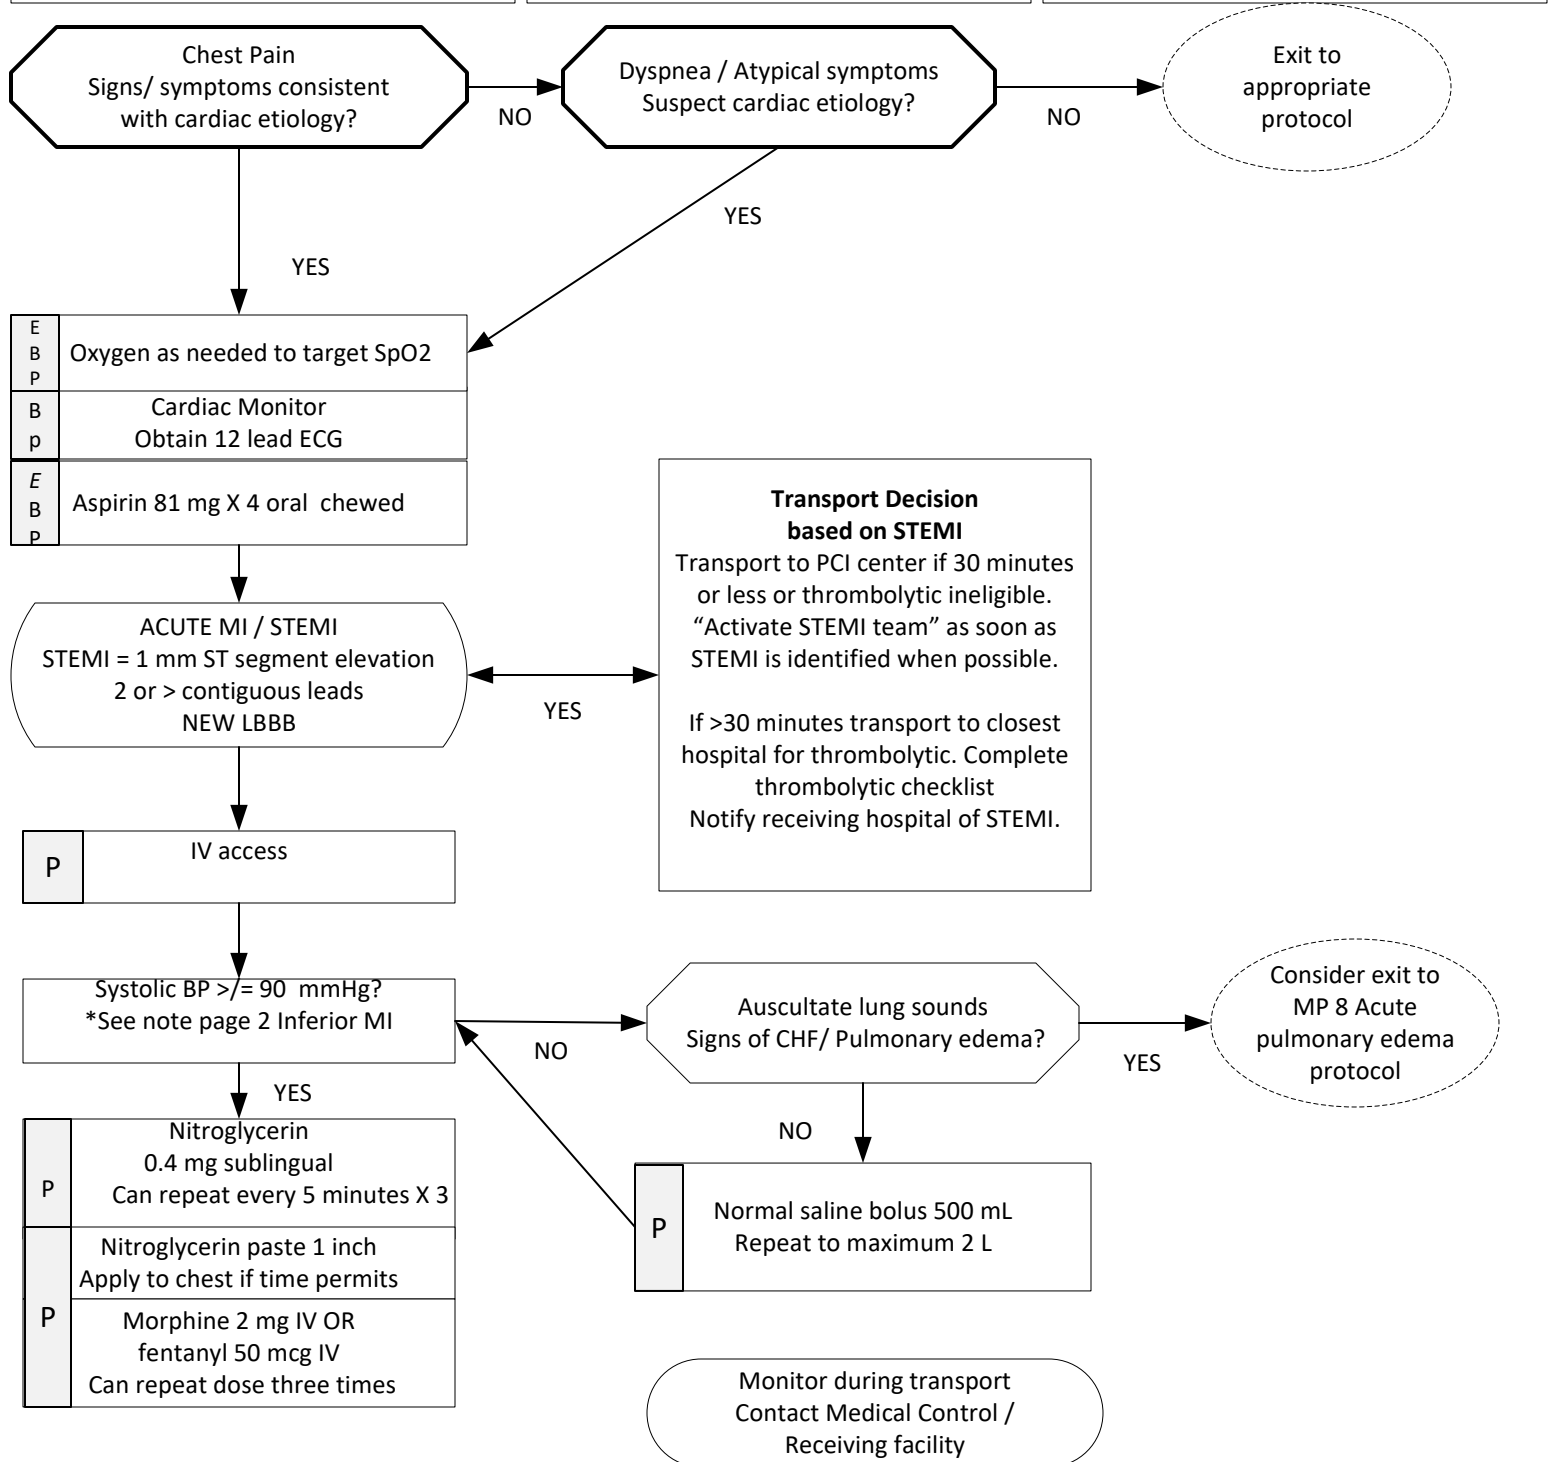 Chest Pain
Signs/ symptoms consistent
with cardiac etiology?
NO
Dyspnea / Atypical symptoms
Suspect cardiac etiology?
NO
Exit to
appropriate
protocol
YES
YES
E
B
P
Oxygen as needed to target SpO2
B
p
Cardiac Monitor
Obtain 12 lead ECG
E
B
P
Aspirin 81 mg X 4 oral  chewed
ACUTE MI / STEMI
STEMI = 1 mm ST segment elevation
2 or > contiguous leads
NEW LBBB
YES
Transport Decision
based on STEMI
Transport to PCI center if 30 minutes
or less or thrombolytic ineligible.
“Activate STEMI team” as soon as
STEMI is identified when possible.
If >30 minutes transport to closest
hospital for thrombolytic. Complete
thrombolytic checklist
Notify receiving hospital of STEMI.
P
IV access
Systolic BP >/= 90  mmHg?
*See note page 2 Inferior MI
NO
Auscultate lung sounds
Signs of CHF/ Pulmonary edema?
YES
Consider exit to
MP 8 Acute
pulmonary edema
protocol
YES
NO
P
Nitroglycerin
0.4 mg sublingual
Can repeat every 5 minutes X 3
P
Normal saline bolus 500 mL
Repeat to maximum 2 L
P
Nitroglycerin paste 1 inch
Apply to chest if time permits
Morphine 2 mg IV OR
fentanyl 50 mcg IV
Can repeat dose three times
Monitor during transport
Contact Medical Control /
Receiving facility